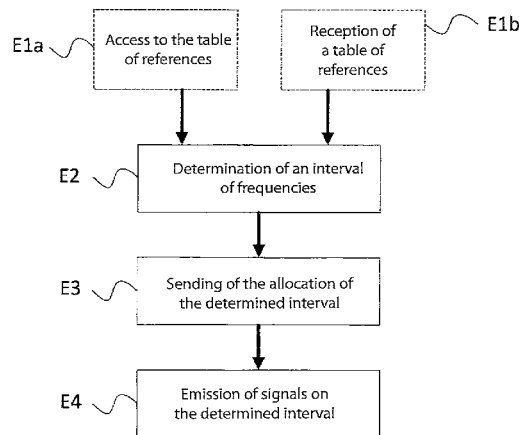 E1a
Access to the table
of references
Reception of
a table of
references
E1b
E2
Determination of an interval
of frequencies
E3
Sending of the allocation of
the determined interval
E4
Emission of signals on
the determined interval